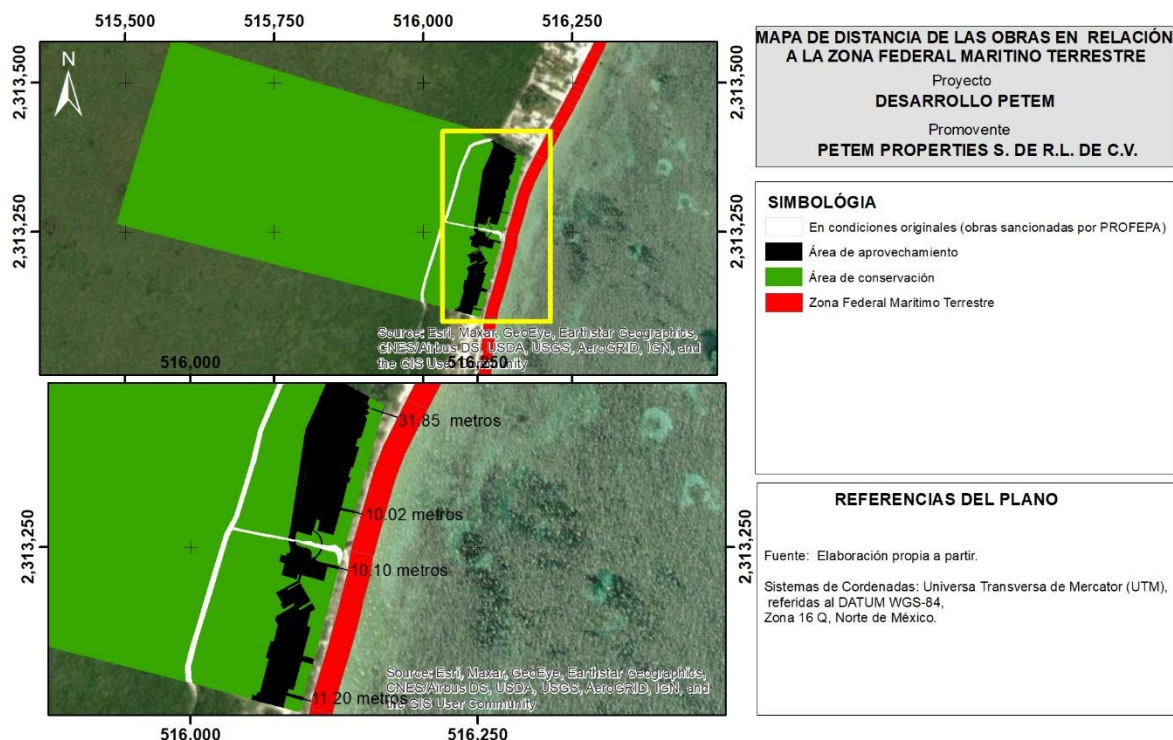 515,500
515,750
516,000
516,250
2,313,500
2,313,250
N
2,313,500
2,313,250
Source: Esri, Maxar, GeoEye, Earthstar Geographics,
CNES/Airbus DS, USDA, USGS, AeroGRID, IGN, and
the GIS User Community
516,000
516,250
31.85 metros
10.02 metros
10.10 metros
11.20 metros
2,313,250
2,313,250
Source: Esri, Maxar, GeoEye, Earthstar Geographics,
CNES/Airbus DS, USDA, USGS, AeroGRID, IGN, and
the GIS User Community
516,000
516,250
MAPA DE DISTANCIA DE LAS OBRAS EN RELACIÓN
A LA ZONA FEDERAL MARITINO TERRESTRE
Proyecto
DESARROLLO PETEM
Promovente
PETEM PROPERTIES S. DE R.L. DE C.V.
SIMBOLÓGIA
En condiciones originales (obras sancionadas por PROFEPA)
Área de aprovechamiento
Área de conservación
Zona Federal Maritimo Terrestre
REFERENCIAS DEL PLANO
Fuente: Elaboración propia a partir.
Sistemas de Cordenadas: Universa Transversa de Mercator (UTM),
referidas al DATUM WGS-84,
Zona 16 Q, Norte de México.